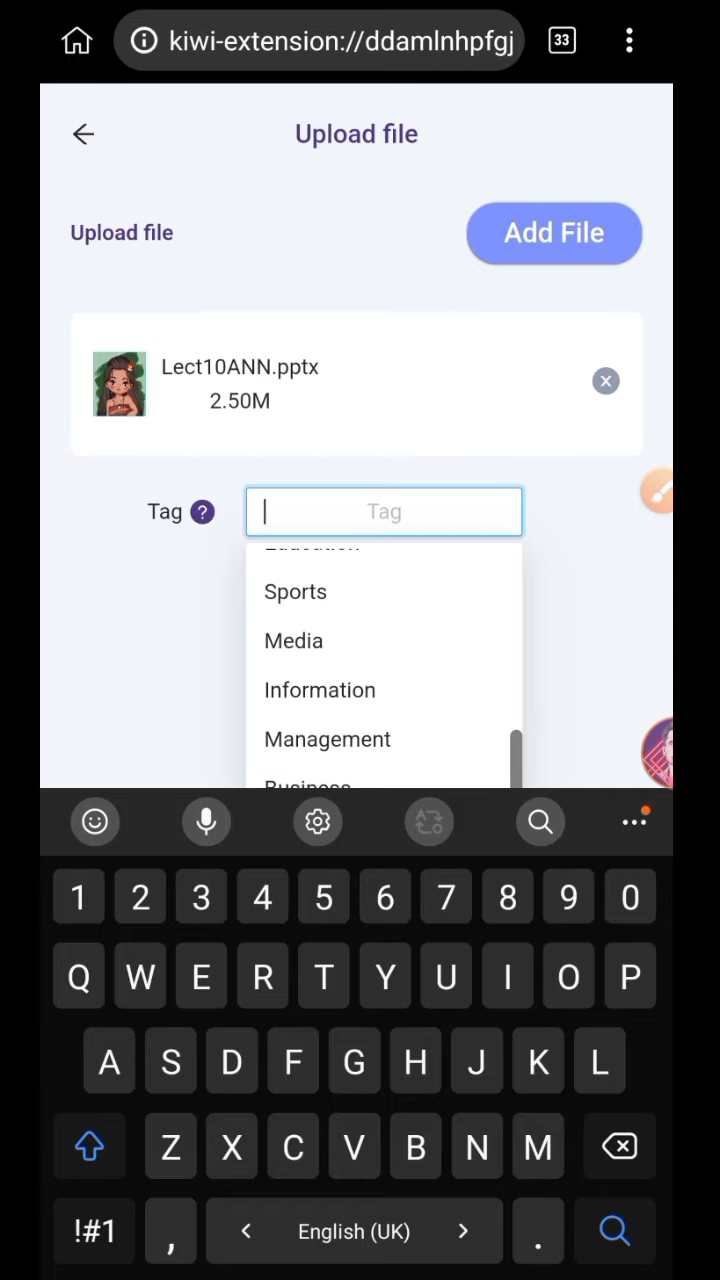 kiwi-extension://ddamlnhpfgj
33
Upload file
Upload file
Add File
Lect10ANN.pptx
2.50M
Tag ?
Tag
Education
Sports
Media
Information
Management
Business
1 2 3 4 5 6 7 8 9 0
Q W E R T Y U I O P
A S D F G H J K L
Z X C V B N M
!#1 , < English (UK) > .